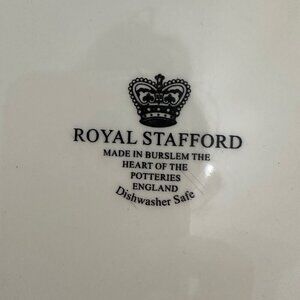 ROYAL STAFFORD
MADE IN BURSLEM THE
HEART OF THE
POTTERIES
ENGLAND
Dishwasher Safe